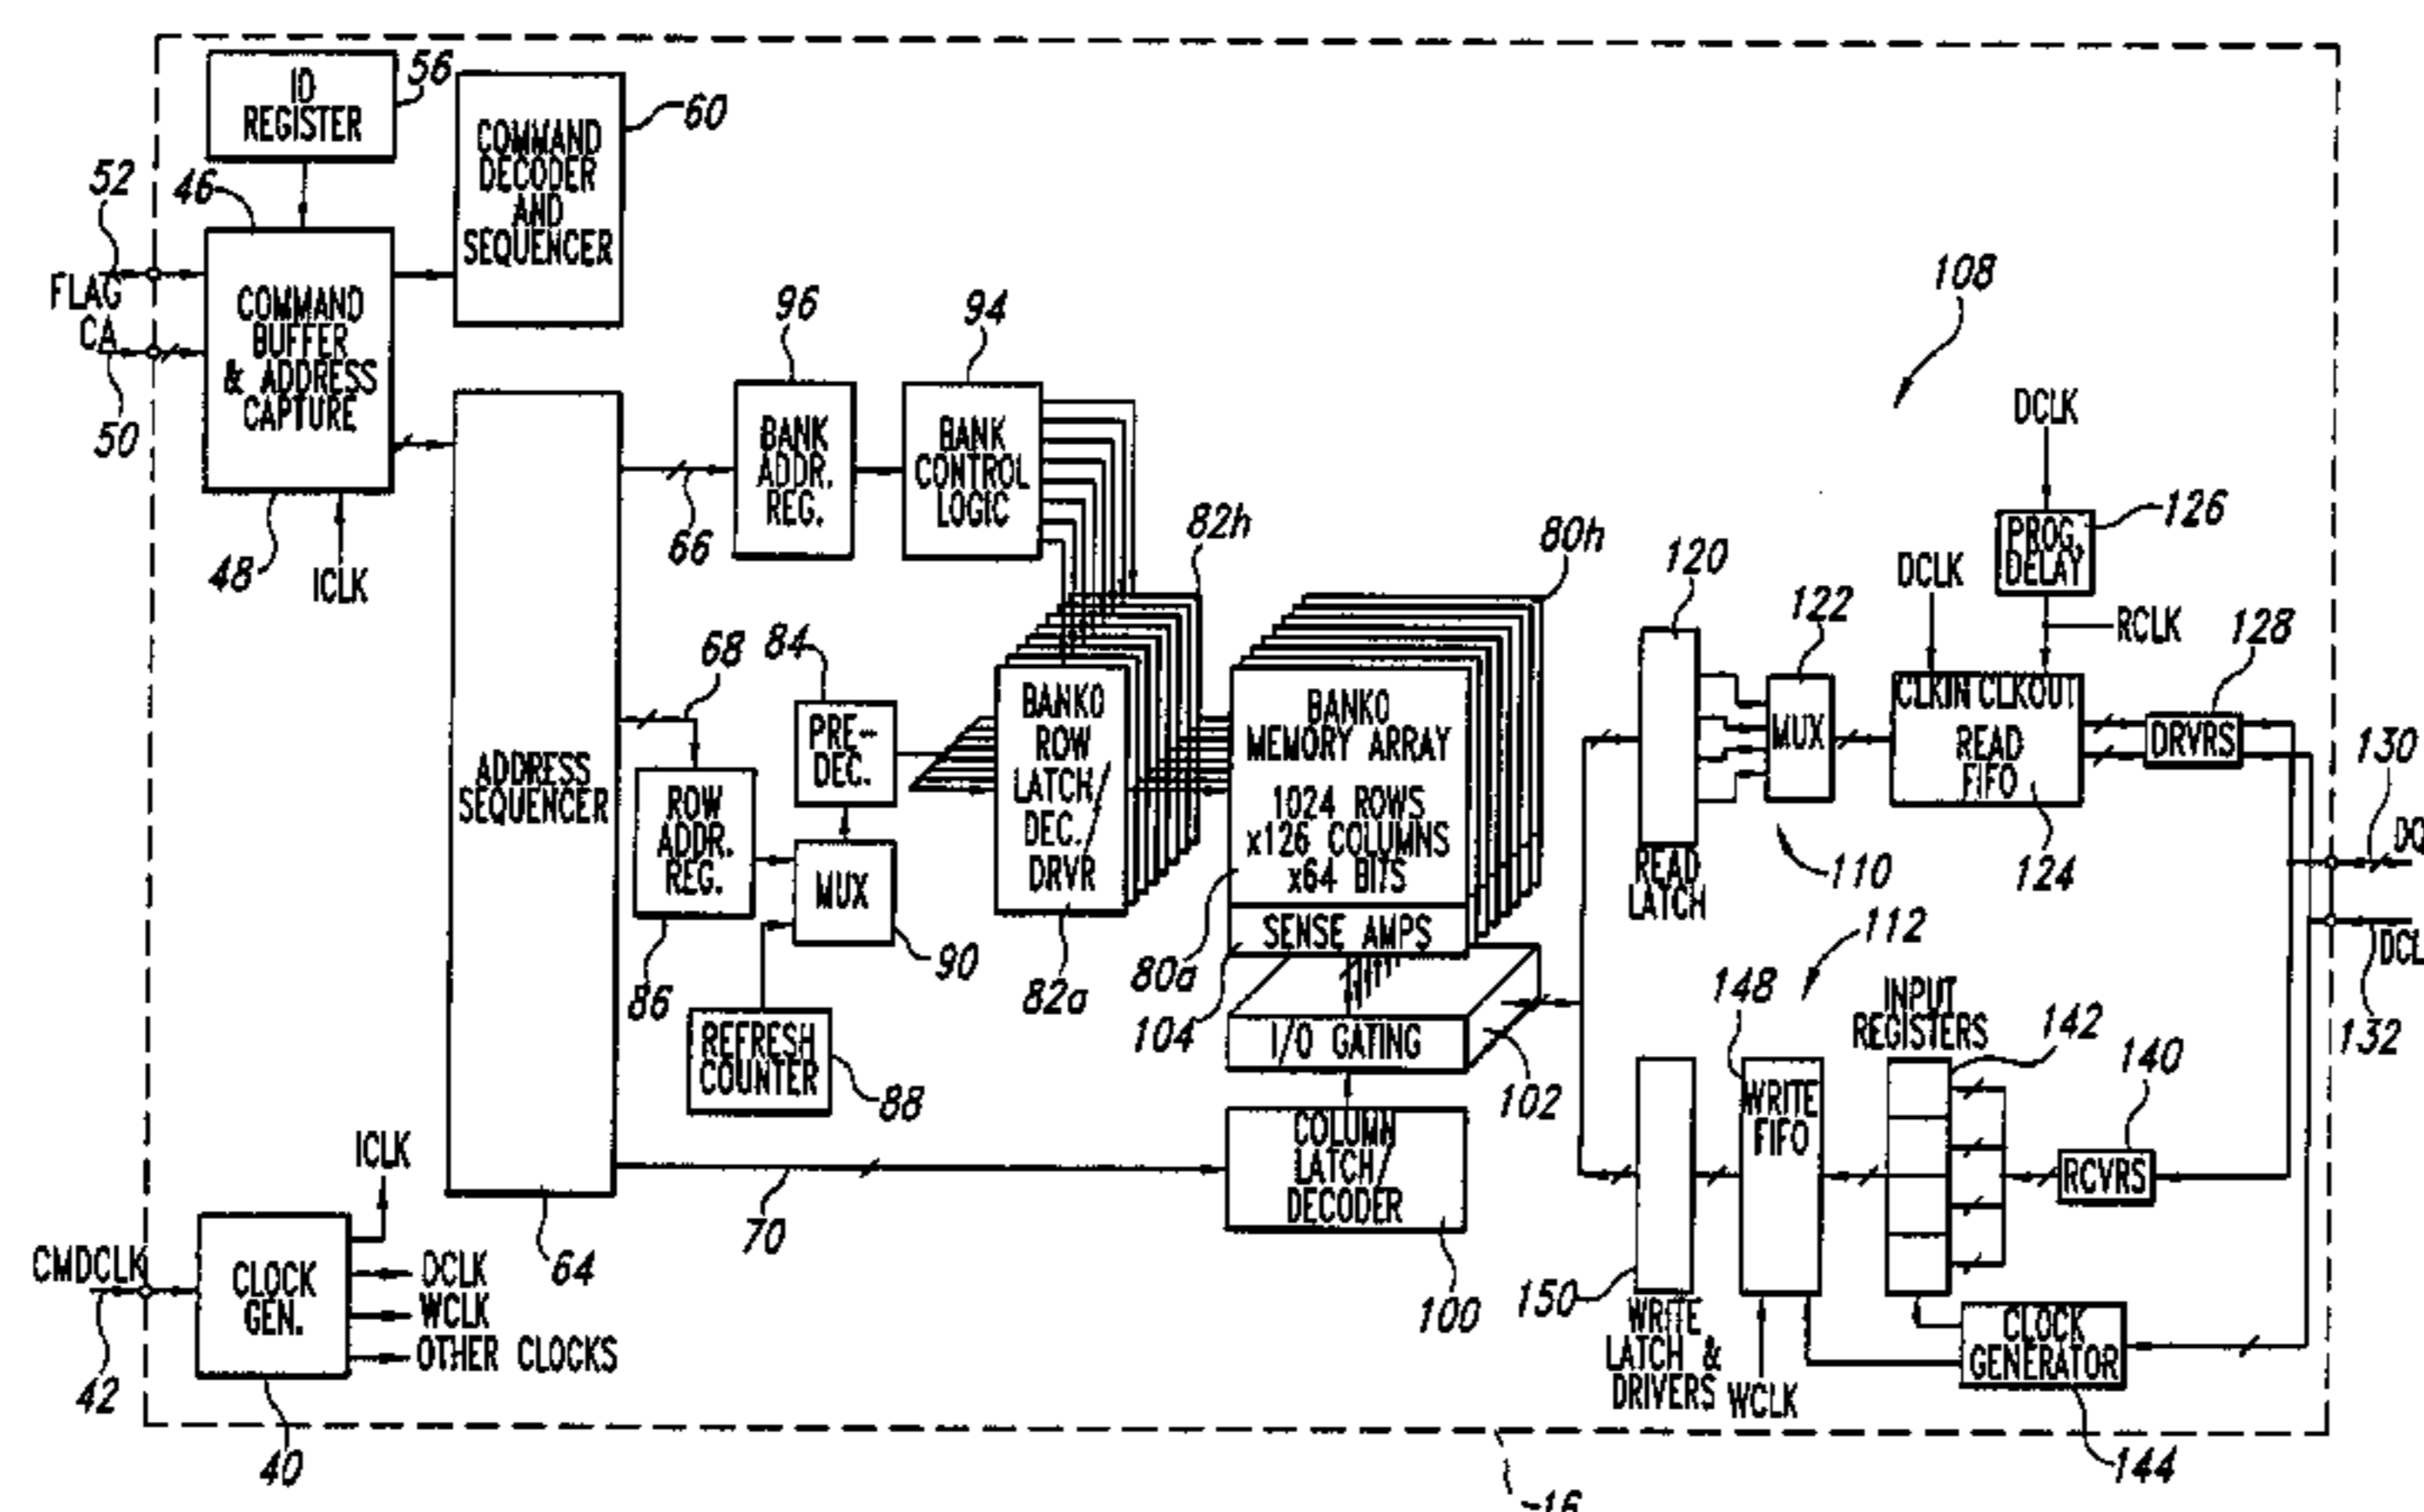 ID
REGISTER
56
COMMAND
DECODER
AND
SEQUENCER
60
52
46
FLAG
CA
50
COMMAND
BUFFER
& ADDRESS
CAPTURE
48
ICLK
96
94
BANK
ADDR.
REG.
BANK
CONTROL
LOGIC
66
82h
80h
108
DCLK
PROG.
DELAY
126
DCLK
RCLK
120
122
128
ADDRESS
SEQUENCER
68
84
PRE-
DEC.
ROW
ADDR.
REG.
MUX
86
90
REFRESH
COUNTER
88
BANK0
ROW
LATCH/
DEC.
DRVR
82a
BANK0
MEMORY ARRAY
1024 ROWS
x126 COLUMNS
x64 BITS
SENSE AMPS
80a
104
I/O GATING
102
COLUMN
LATCH/
DECODER
100
70
64
READ
LATCH
MUX
110
CLKIN CLKOUT
READ
FIFO
124
DRVRS
130
DQ
DCL
132
112
148
INPUT
REGISTERS
142
140
WRITE
FIFO
RCVRS
150
WRITE
LATCH &
DRIVERS
WCLK
CLOCK
GENERATOR
144
ICLK
CMDCLK
42
CLOCK
GEN.
DCLK
WCLK
OTHER CLOCKS
40
16